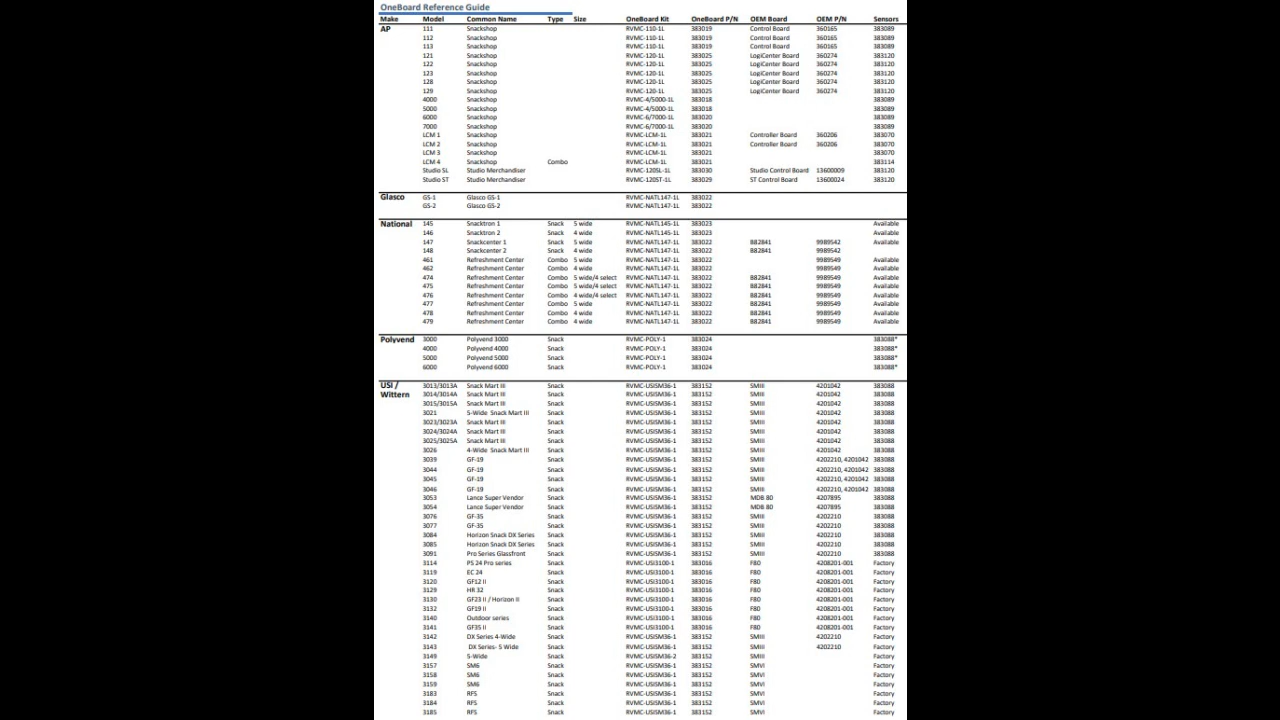 OneBoard Reference Guide
Make Model Common Name Type Size OneBoard Kit OneBoard P/N OEM Board OEM P/N Sensors
AP 111 Snackshop RVMC-110-1L 383019 Control Board 360165 383089
112 Snackshop RVMC-110-1L 383019 Control Board 360165 383089
113 Snackshop RVMC-110-1L 383019 Control Board 360165 383089
121 Snackshop RVMC-120-1L 383025 LogiCenter Board 360274 383120
122 Snackshop RVMC-120-1L 383025 LogiCenter Board 360274 383120
123 Snackshop RVMC-120-1L 383025 LogiCenter Board 360274 383120
128 Snackshop RVMC-120-1L 383025 LogiCenter Board 360274 383120
129 Snackshop RVMC-120-1L 383025 LogiCenter Board 360274 383120
4000 Snackshop RVMC-4/5000-1L 383018 383089
5000 Snackshop RVMC-4/5000-1L 383018 383089
6000 Snackshop RVMC-6/7000-1L 383020 383089
7000 Snackshop RVMC-6/7000-1L 383020 383089
LCM 1 Snackshop RVMC-LCM-1L 383021 Controller Board 360206 383070
LCM 2 Snackshop RVMC-LCM-1L 383021 Controller Board 360206 383070
LCM 3 Snackshop RVMC-LCM-1L 383021 383070
LCM 4 Snackshop Combo RVMC-LCM-1L 383021 383114
Studio SL Studio Merchandiser RVMC-120SL-1L 383030 Studio Control Board 13600009 383120
Studio ST Studio Merchandiser RVMC-120ST-1L 383029 ST Control Board 13600024 383120
Glasco GS-1 Glasco GS-1 RVMC-NATL147-1L 383022
GS-2 Glasco GS-2 RVMC-NATL147-1L 383022
National 145 Snacktron 1 Snack 5 wide RVMC-NATL145-1L 383023 Available
146 Snacktron 2 Snack 4 wide RVMC-NATL145-1L 383023 Available
147 Snackcenter 1 Snack 5 wide RVMC-NATL147-1L 383022 B82841 9989542 Available
148 Snackcenter 2 Snack 4 wide RVMC-NATL147-1L 383022 B82841 9989542
461 Refreshment Center Combo 5 wide RVMC-NATL147-1L 383022 9989549 Available
462 Refreshment Center Combo 4 wide RVMC-NATL147-1L 383022 9989549 Available
474 Refreshment Center Combo 5 wide/4 select RVMC-NATL147-1L 383022 B82841 9989549 Available
475 Refreshment Center Combo 5 wide/4 select RVMC-NATL147-1L 383022 B82841 9989549 Available
476 Refreshment Center Combo 4 wide/4 select RVMC-NATL147-1L 383022 B82841 9989549 Available
477 Refreshment Center Combo 5 wide RVMC-NATL147-1L 383022 B82841 9989549 Available
478 Refreshment Center Combo 4 wide RVMC-NATL147-1L 383022 B82841 9989549 Available
479 Refreshment Center Combo 4 wide RVMC-NATL147-1L 383022 B82841 9989549 Available
Polyvend 3000 Polyvend 3000 Snack RVMC-POLY-1 383024 383088*
4000 Polyvend 4000 Snack RVMC-POLY-1 383024 383088*
5000 Polyvend 5000 Snack RVMC-POLY-1 383024 383088*
6000 Polyvend 6000 Snack RVMC-POLY-1 383024 383088*
USI / 3013/3013A Snack Mart III Snack RVMC-USISM36-1 383152 SMIII 4201042 383088
Wittern 3014/3014A Snack Mart III Snack RVMC-USISM36-1 383152 SMIII 4201042 383088
3015/3015A Snack Mart III Snack RVMC-USISM36-1 383152 SMIII 4201042 383088
3021 5-Wide Snack Mart III Snack RVMC-USISM36-1 383152 SMIII 4201042 383088
3023/3023A Snack Mart III Snack RVMC-USISM36-1 383152 SMIII 4201042 383088
3024/3024A Snack Mart III Snack RVMC-USISM36-1 383152 SMIII 4201042 383088
3025/3025A Snack Mart III Snack RVMC-USISM36-1 383152 SMIII 4201042 383088
3026 4-Wide Snack Mart III Snack RVMC-USISM36-1 383152 SMIII 4201042 383088
3039 GF-19 Snack RVMC-USISM36-1 383152 SMIII 4202210, 4201042 383088
3044 GF-19 Snack RVMC-USISM36-1 383152 SMIII 4202210, 4201042 383088
3045 GF-19 Snack RVMC-USISM36-1 383152 SMIII 4202210, 4201042 383088
3046 GF-19 Snack RVMC-USISM36-1 383152 SMIII 4202210, 4201042 383088
3053 Lance Super Vendor Snack RVMC-USISM36-1 383152 MDB 80 4207895 383088
3054 Lance Super Vendor Snack RVMC-USISM36-1 383152 MDB 80 4207895 383088
3076 GF-35 Snack RVMC-USISM36-1 383152 SMIII 4202210 383088
3077 GF-35 Snack RVMC-USISM36-1 383152 SMIII 4202210 383088
3084 Horizon Snack DX Series Snack RVMC-USISM36-1 383152 SMIII 4202210 383088
3085 Horizon Snack DX Series Snack RVMC-USISM36-1 383152 SMIII 4202210 383088
3091 Pro Series Glassfront Snack RVMC-USISM36-1 383152 SMIII 4202210 383088
3114 PS 24 Pro series Snack RVMC-USI3100-1 383016 F80 4208201-001 Factory
3119 EC 24 Snack RVMC-USI3100-1 383016 F80 4208201-001 Factory
3120 GF12 II Snack RVMC-USI3100-1 383016 F80 4208201-001 Factory
3129 HR 32 Snack RVMC-USI3100-1 383016 F80 4208201-001 Factory
3130 GF23 II / Horizon II Snack RVMC-USI3100-1 383016 F80 4208201-001 Factory
3132 GF19 II Snack RVMC-USI3100-1 383016 F80 4208201-001 Factory
3140 Outdoor series Snack RVMC-USI3100-1 383016 F80 4208201-001 Factory
3141 GF35 II Snack RVMC-USI3100-1 383016 F80 4208201-001 Factory
3142 DX Series 4-Wide Snack RVMC-USISM36-1 383152 SMIII 4202210 Factory
3143 DX Series- 5 Wide Snack RVMC-USISM36-1 383152 SMIII 4202210 Factory
3149 5-Wide Snack RVMC-USISM36-2 383152 SMIII Factory
3157 SM6 Snack RVMC-USISM36-1 383152 SMVI Factory
3158 SM6 Snack RVMC-USISM36-1 383152 SMVI Factory
3159 SM6 Snack RVMC-USISM36-1 383152 SMVI Factory
3183 RFS Snack RVMC-USISM36-1 383152 SMVI Factory
3184 RFS Snack RVMC-USISM36-1 383152 SMVI Factory
3185 RFS Snack RVMC-USISM36-1 383152 SMVI Factory